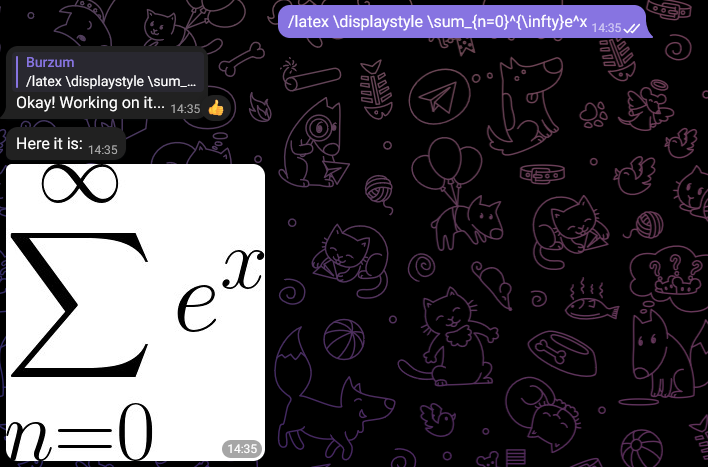 /latex \displaystyle \sum_{n=0}^{\infty}e^x 14:35
Burzum
/latex \displaystyle \sum_...
Okay! Working on it... 14:35 👍
Here it is: 14:35
∞
∑ e^x
n=0
14:35